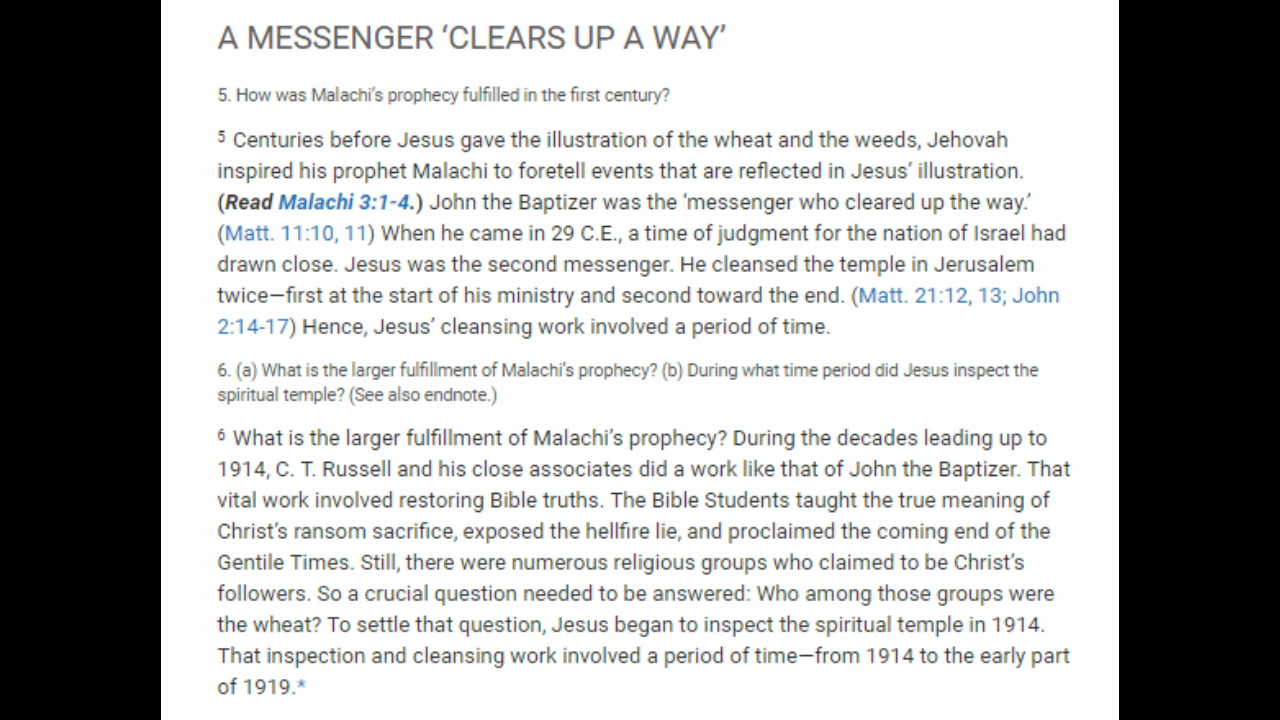 A MESSENGER ‘CLEARS UP A WAY’
5. How was Malachi’s prophecy fulfilled in the first century?
5 Centuries before Jesus gave the illustration of the wheat and the weeds, Jehovah
inspired his prophet Malachi to foretell events that are reflected in Jesus’ illustration.
(Read Malachi 3:1-4.) John the Baptizer was the ‘messenger who cleared up the way.’
(Matt. 11:10, 11) When he came in 29 C.E., a time of judgment for the nation of Israel had
drawn close. Jesus was the second messenger. He cleansed the temple in Jerusalem
twice—first at the start of his ministry and second toward the end. (Matt. 21:12, 13; John
2:14-17) Hence, Jesus’ cleansing work involved a period of time.
6. (a) What is the larger fulfillment of Malachi’s prophecy? (b) During what time period did Jesus inspect the
spiritual temple? (See also endnote.)
6 What is the larger fulfillment of Malachi’s prophecy? During the decades leading up to
1914, C. T. Russell and his close associates did a work like that of John the Baptizer. That
vital work involved restoring Bible truths. The Bible Students taught the true meaning of
Christ’s ransom sacrifice, exposed the hellfire lie, and proclaimed the coming end of the
Gentile Times. Still, there were numerous religious groups who claimed to be Christ’s
followers. So a crucial question needed to be answered: Who among those groups were
the wheat? To settle that question, Jesus began to inspect the spiritual temple in 1914.
That inspection and cleansing work involved a period of time—from 1914 to the early part
of 1919.*